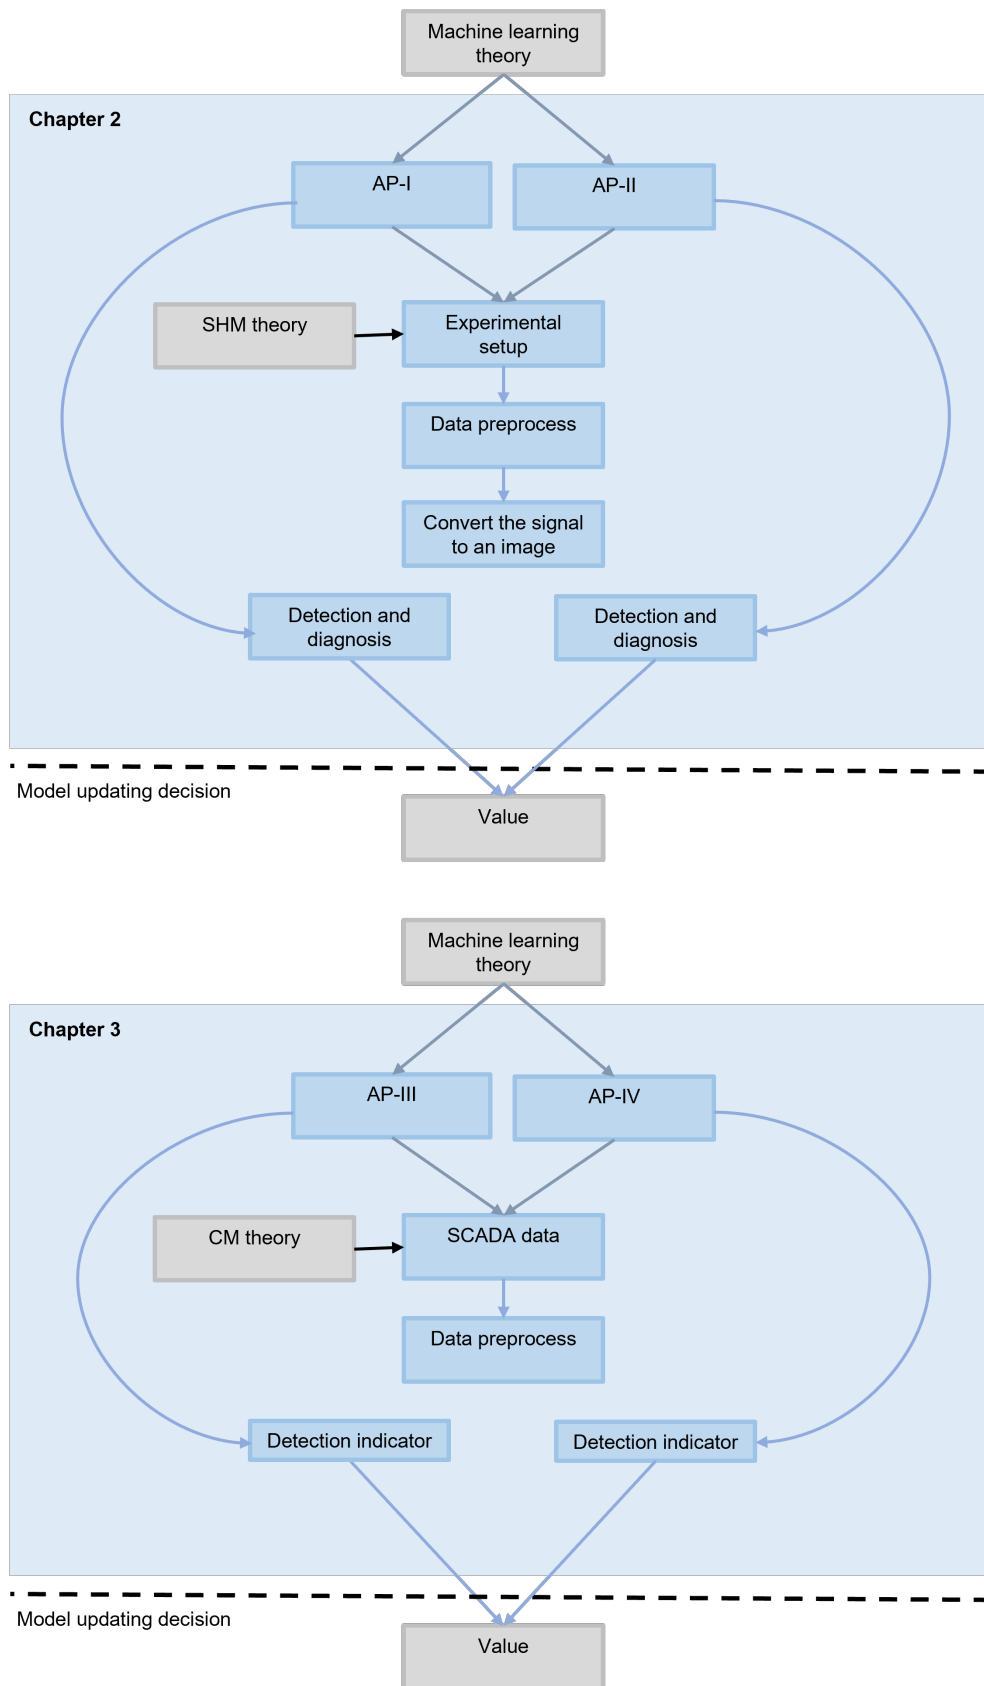 Machine learning
theory
Chapter 2
AP-I
AP-II
SHM theory
Experimental
setup
Data preprocess
Convert the signal
to an image
Detection and
diagnosis
Detection and
diagnosis
Model updating decision
Value
Machine learning
theory
Chapter 3
AP-III
AP-IV
CM theory
SCADA data
Data preprocess
Detection indicator
Detection indicator
Model updating decision
Value